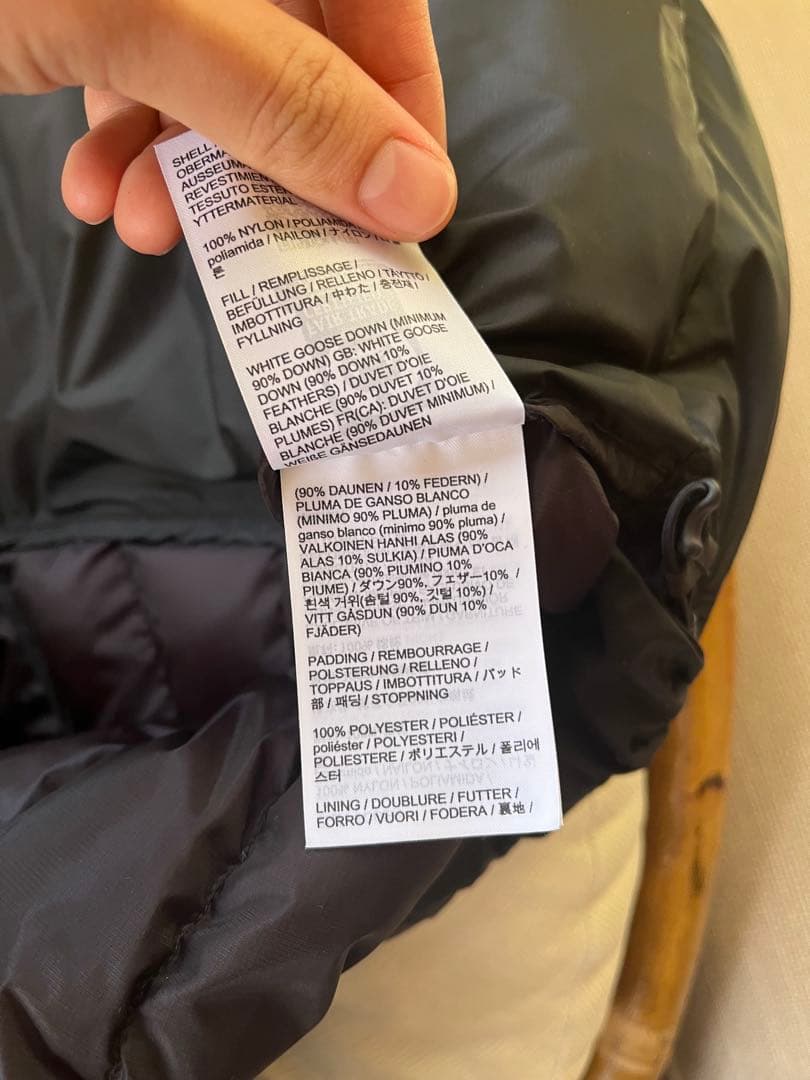 SHELL /
REVESTIMIEN
TESSUTO ESTER
YTTERMATERIAL
100% NYLON / POLIAMIDA
poliamida / NAILON / ナイロン /
론
FILL / REMPLISSAGE /
BEFÜLLUNG / RELLENO / TÄYTTO /
IMBOTTITURA / 中わた / 충전재 /
FYLLNING
WHITE GOOSE DOWN (MINIMUM
90% DOWN) GB: WHITE GOOSE
DOWN (90% DOWN 10%
FEATHERS) / DUVET D'OIE
BLANCHE (90% DUVET 10%
PLUMES) FR(CA): DUVET D'OIE
BLANCHE (90% DUVET MINIMUM) /
WEIßE GÄNSEDAUNEN
(90% DAUNEN / 10% FEDERN) /
PLUMA DE GANSO BLANCO
(MINIMO 90% PLUMA) / pluma de
ganso blanco (minimo 90% pluma) /
VALKOINEN HANHI ALAS (90%
ALAS 10% SULKIA) / PIUMA D'OCA
BIANCA (90% PIUMINO 10%
PIUME) / ダウン90%, フェザー10% /
흰색 거위(솜털 90%, 깃털 10%) /
VITT GÅSDUN (90% DUN 10%
FJÄDER)
PADDING / REMBOURRAGE /
POLSTERUNG / RELLENO /
TOPPAUS / IMBOTTITURA / パッド
部 / 패딩 / STOPPNING
100% POLYESTER / POLIÉSTER /
poliéster / POLYESTERI /
POLIESTERE / ポリエステル / 폴리에
스터
LINING / DOUBLURE / FUTTER /
FORRO / VUORI / FODERA / 裏地 /